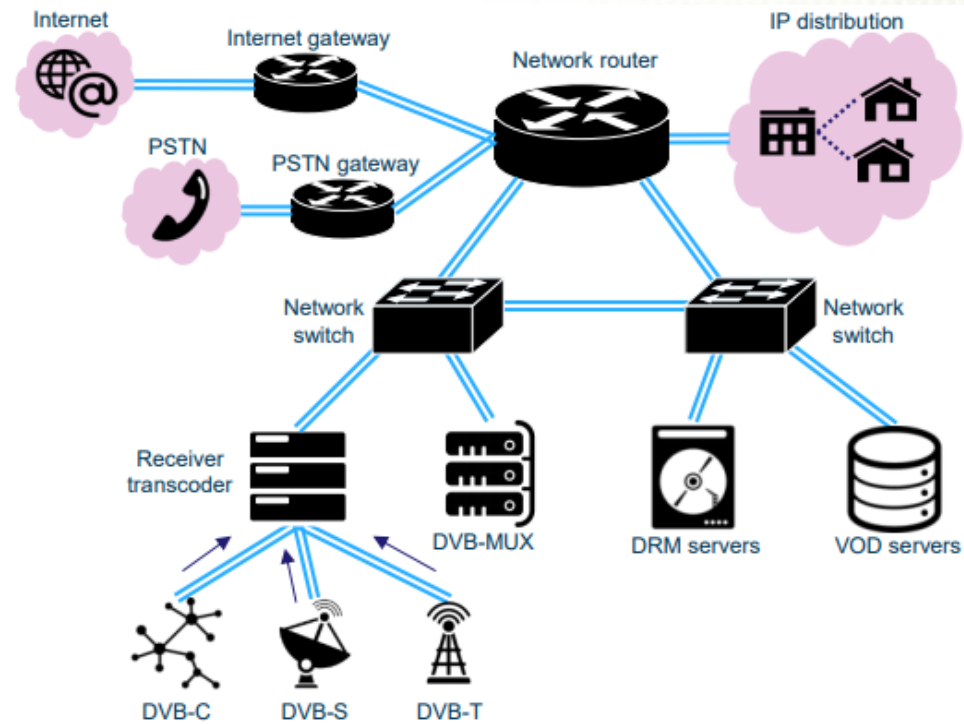 Internet
Internet gateway
Network router
IP distribution
@
PSTN
PSTN gateway
Network
switch
Network
switch
Receiver
transcoder
DVB-MUX
DRM servers
VOD servers
DVB-C
DVB-S
DVB-T